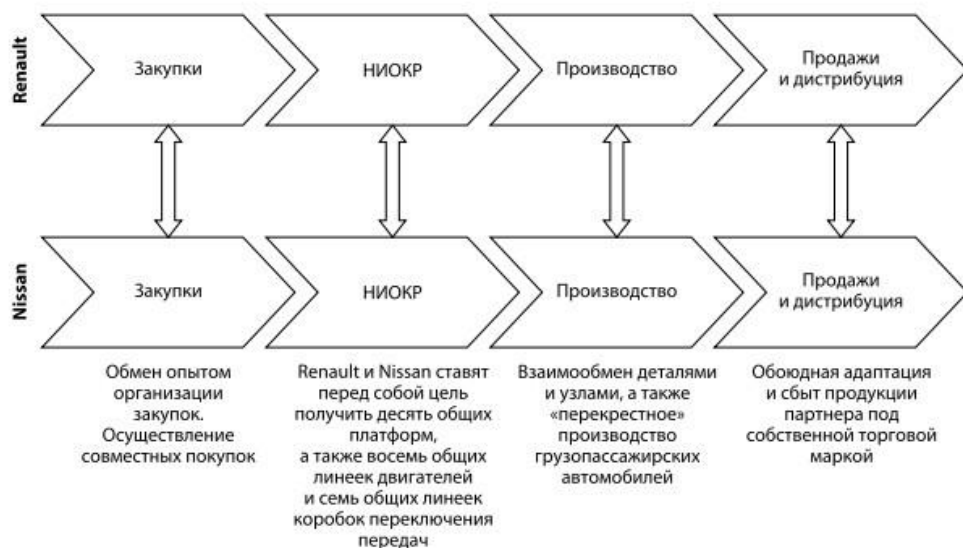 Renault
Закупки
НИОКР
Производство
Продажи
и дистрибуция
Nissan
Закупки
НИОКР
Производство
Продажи
и дистрибуция
Обмен опытом
организации
закупок.
Осуществление
совместных покупок
Renault и Nissan ставят
перед собой цель
получить десять общих
платформ,
а также восемь общих
линеек двигателей
и семь общих линеек
коробок переключения
передач
Взаимообмен деталями
и узлами, а также
«перекрестное»
производство
грузопассажирских
автомобилей
Обоюдная адаптация
и сбыт продукции
партнера под
собственной торговой
маркой